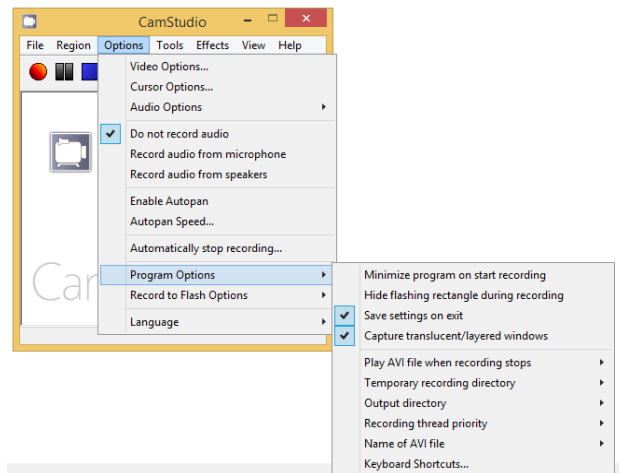 CamStudio
File Region Options Tools Effects View Help
Video Options...
Cursor Options...
Audio Options
Do not record audio
Record audio from microphone
Record audio from speakers
Enable Autopan
Autopan Speed...
Automatically stop recording...
Program Options
Record to Flash Options
Language
Cam
Minimize program on start recording
Hide flashing rectangle during recording
Save settings on exit
Capture translucent/layered windows
Play AVI file when recording stops
Temporary recording directory
Output directory
Recording thread priority
Name of AVI file
Keyboard Shortcuts...